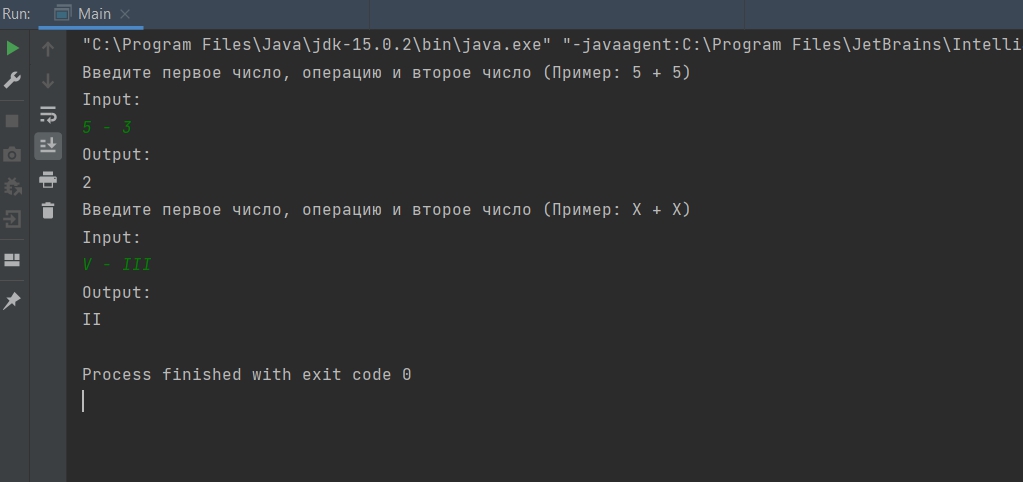 Run: Main
"C:\Program Files\Java\jdk-15.0.2\bin\java.exe" "-javaagent:C:\Program Files\JetBrains\Intelli
Введите первое число, операцию и второе число (Пример: 5 + 5)
Input:
5 - 3
Output:
2
Введите первое число, операцию и второе число (Пример: X + X)
Input:
V - III
Output:
II
Process finished with exit code 0